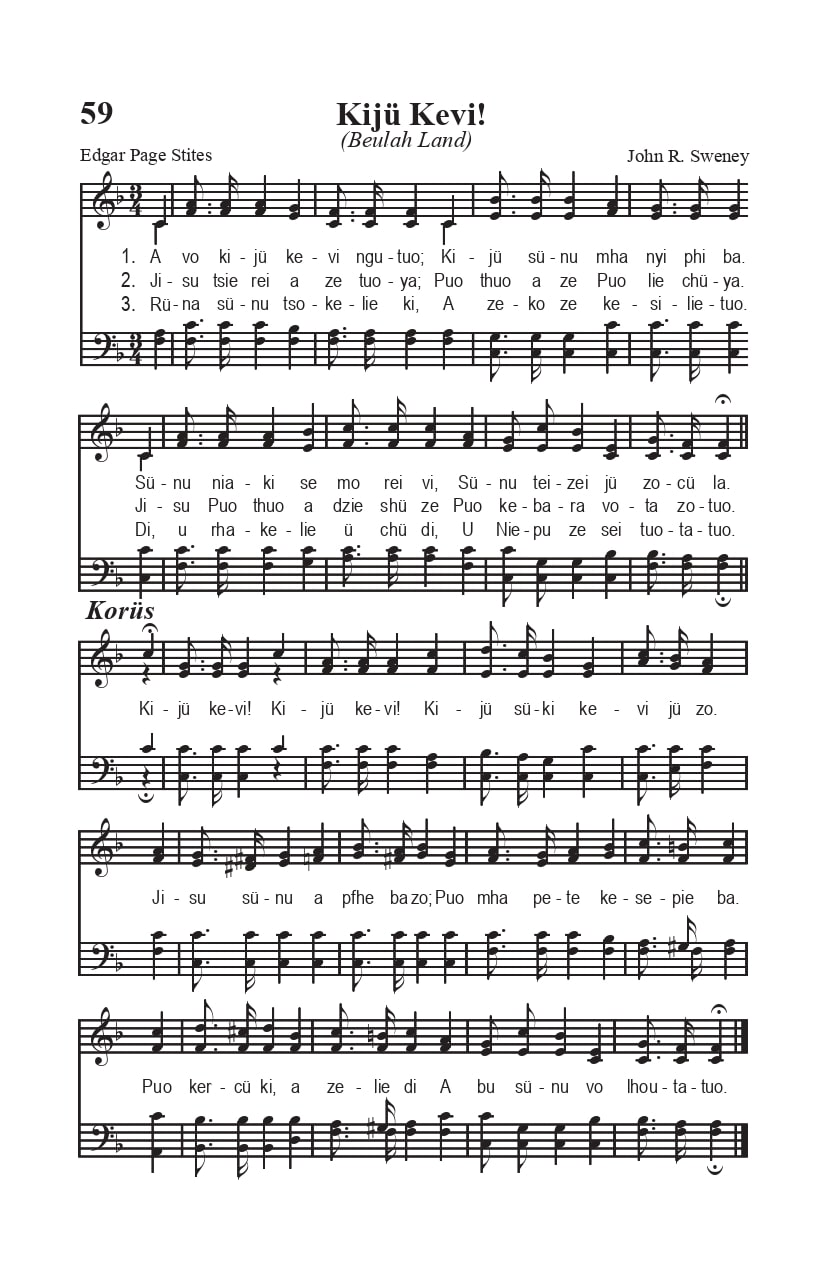 59
Kijü Kevi!
(Beulah Land)
Edgar Page Stites John R. Sweney
1. A vo ki - jü ke - vi ngu-tuo; Ki - jü sü - nu mha nyi phi ba.
2. Ji - su tsie rei a ze tuo-ya; Puo thuo a ze Puo lie chü-ya.
3. Rü-na sü-nu tso-ke-lie ki, A ze-ko ze ke-si-lie-tuo.
Sü - nu nia - ki se mo rei vi, Sü - nu tei - zei jü zo - cü la.
Ji - su Puo thuo a dzie shü ze Puo ke - ba - ra vo - ta zo - tuo.
Di, u rha - ke - lie ü chü di, U Nie - pu ze sei tuo - ta - tuo.
Korüs
Ki - jü ke-vi! Ki - jü ke-vi! Ki - jü sü-ki ke - vi jü zo.
Ji - su sü - nu a pfhe ba zo; Puo mha pe - te ke - se - pie ba.
Puo ker - cü ki, a ze - lie di A bu sü - nu vo lhou - ta - tuo.